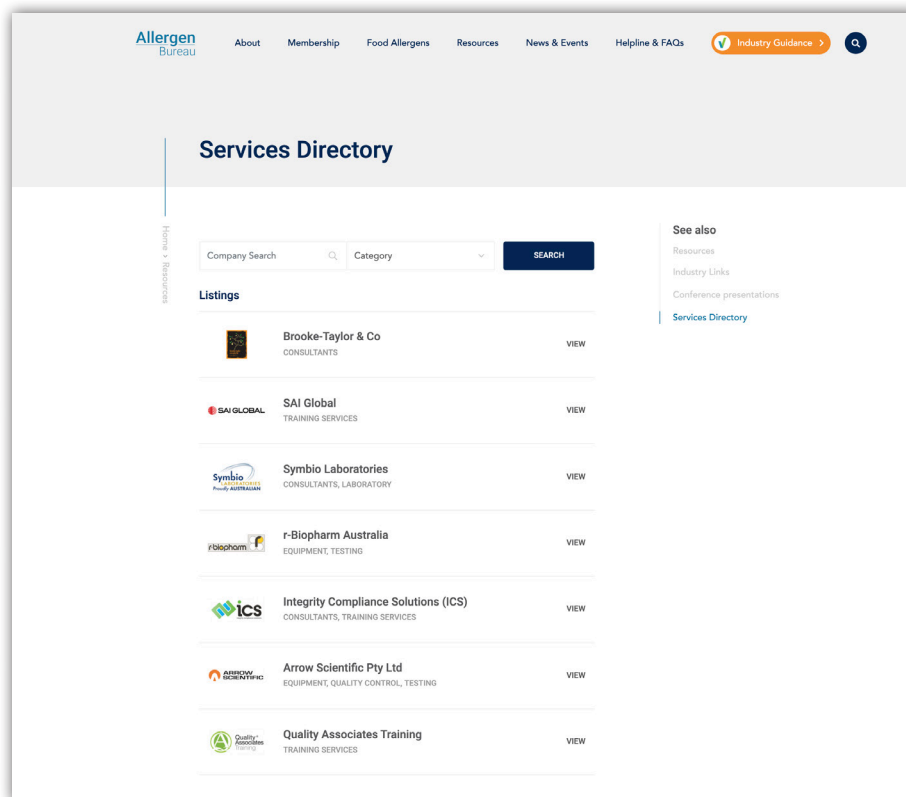 Allergen
Bureau
About
Membership
Food Allergens
Resources
News & Events
Helpline & FAQs
Industry Guidance >
Services Directory
Home > Resources
Company Search
Category
SEARCH
See also
Resources
Industry Links
Conference presentations
Services Directory
Listings
Brooke-Taylor & Co
CONSULTANTS
VIEW
SAI GLOBAL
SAI Global
TRAINING SERVICES
VIEW
Symbio
LABORATORIES
Proudly AUSTRALIAN
Symbio Laboratories
CONSULTANTS, LABORATORY
VIEW
r-biopharm
r-Biopharm Australia
EQUIPMENT, TESTING
VIEW
ics
Integrity Compliance Solutions (ICS)
CONSULTANTS, TRAINING SERVICES
VIEW
ARROW
SCIENTIFIC
Arrow Scientific Pty Ltd
EQUIPMENT, QUALITY CONTROL, TESTING
VIEW
Quality
Associates
Training
Quality Associates Training
TRAINING SERVICES
VIEW